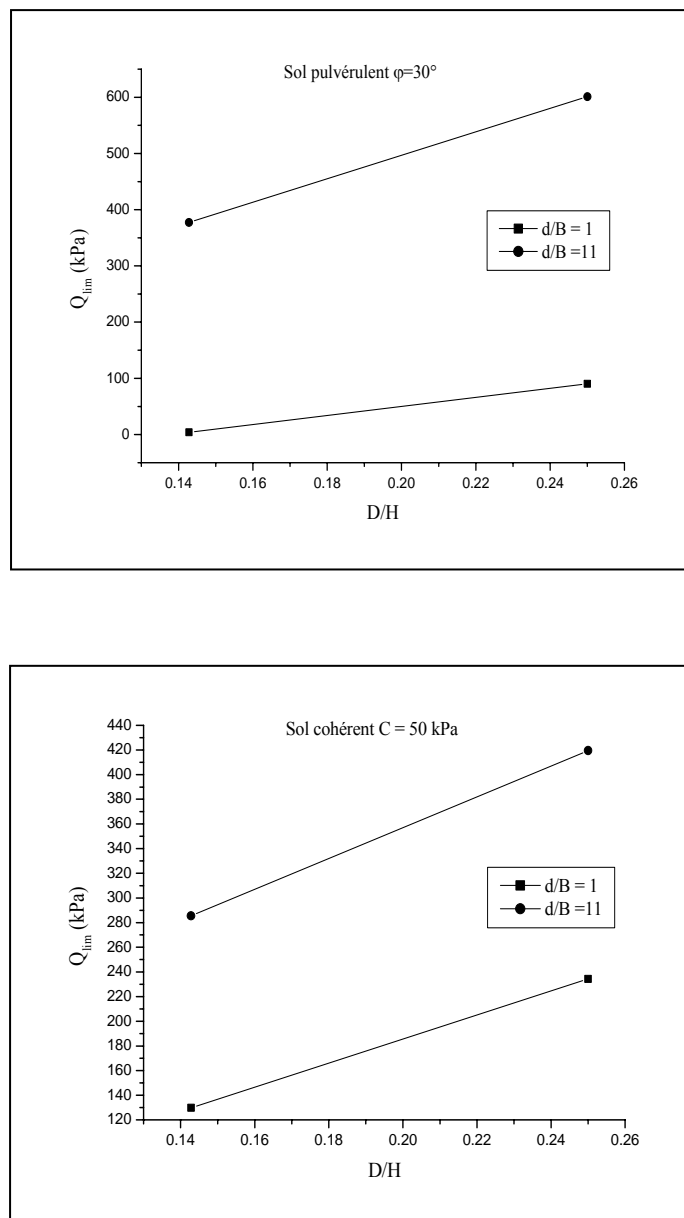 Sol pulvérulent φ=30°
600
500
400
300
200
100
0
Q_lim (kPa)
d/B = 1
d/B =11
0.14 0.16 0.18 0.20 0.22 0.24 0.26
D/H
Sol cohérent C = 50 kPa
440
420
400
380
360
340
320
300
280
260
240
220
200
180
160
140
120
Q_lim (kPa)
d/B = 1
d/B =11
0.14 0.16 0.18 0.20 0.22 0.24 0.26
D/H